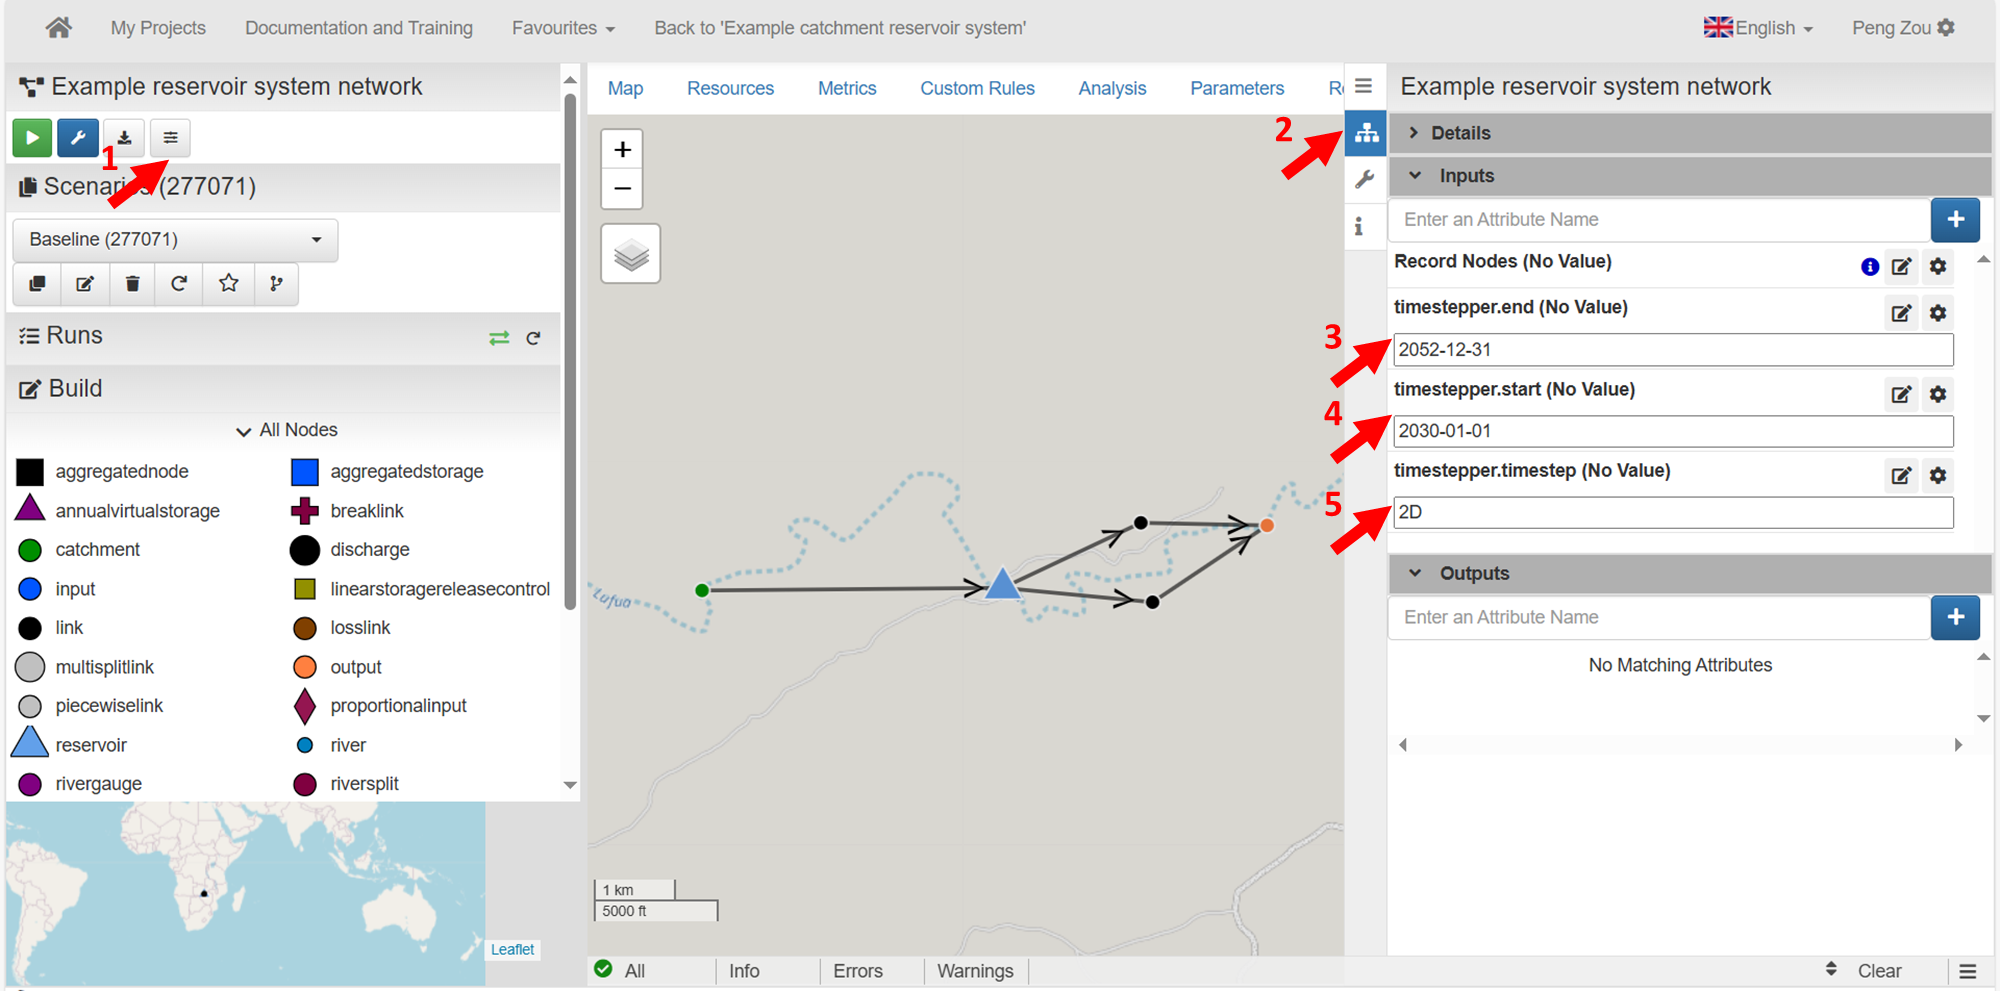 My Projects
Documentation and Training
Favourites
Back to 'Example catchment reservoir system'
English
Peng Zou
Example reservoir system network
1
Scenarios (277071)
Baseline (277071)
Runs
Build
All Nodes
aggregatednode
aggregatedstorage
annualvirtualstorage
breaklink
catchment
discharge
input
linearstoragereleasecontrol
link
losslink
multisplitlink
output
piecewiselink
proportionalinput
reservoir
river
rivergauge
riversplit
Leaflet
Map
Resources
Metrics
Custom Rules
Analysis
Parameters
R
+
−
Lufua
1 km
5000 ft
All
Info
Errors
Warnings
Clear
2
Example reservoir system network
Details
Inputs
Enter an Attribute Name
+
Record Nodes (No Value)
timestepper.end (No Value)
3
2052-12-31
timestepper.start (No Value)
4
2030-01-01
timestepper.timestep (No Value)
5
2D
Outputs
Enter an Attribute Name
+
No Matching Attributes